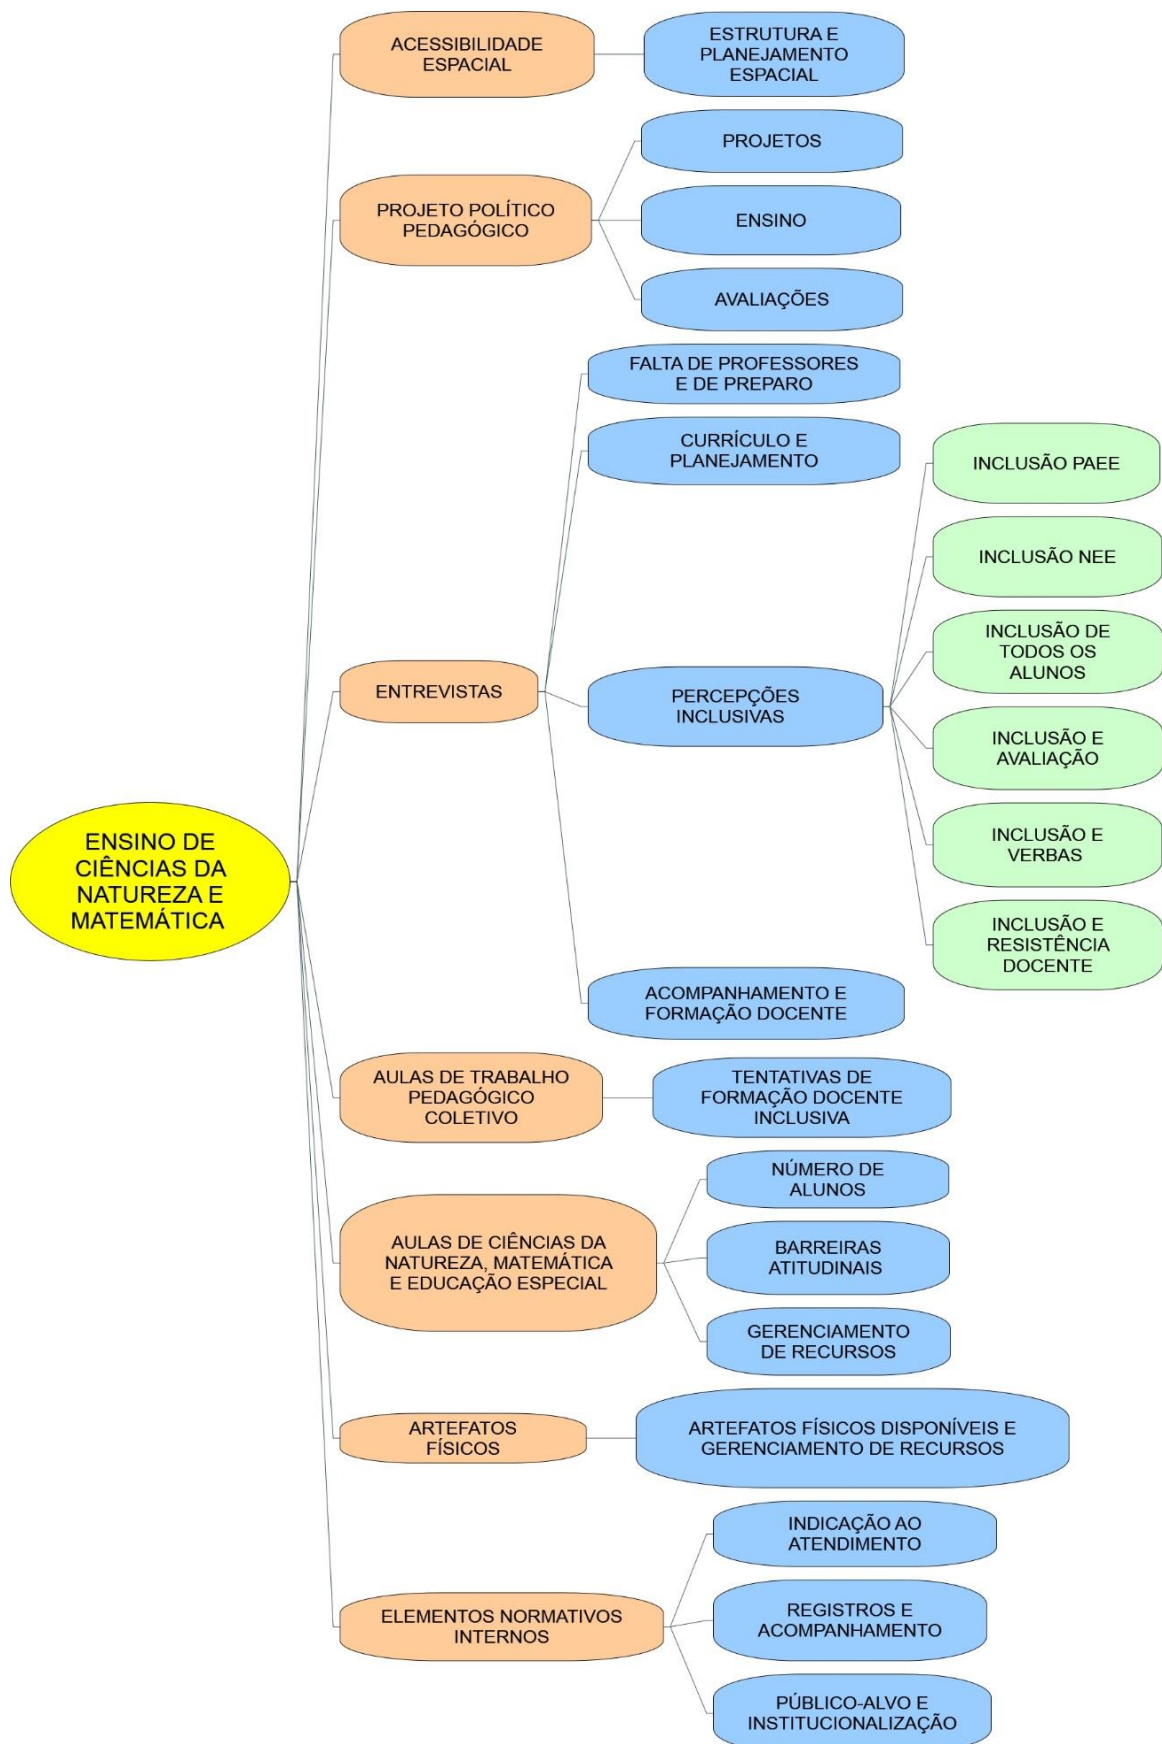 ACESSIBILIDADE
ESPACIAL
ESTRUTURA E
PLANEJAMENTO
ESPACIAL
PROJETO POLÍTICO
PEDAGÓGICO
PROJETOS
ENSINO
AVALIAÇÕES
ENTREVISTAS
FALTA DE PROFESSORES
E DE PREPARO
CURRÍCULO E
PLANEJAMENTO
PERCEPÇÕES
INCLUSIVAS
INCLUSÃO PAEE
INCLUSÃO NEE
INCLUSÃO DE
TODOS OS
ALUNOS
INCLUSÃO E
AVALIAÇÃO
INCLUSÃO E
VERBAS
INCLUSÃO E
RESISTÊNCIA
DOCENTE
ACOMPANHAMENTO E
FORMAÇÃO DOCENTE
ENSINO DE
CIÊNCIAS DA
NATUREZA E
MATEMÁTICA
AULAS DE TRABALHO
PEDAGÓGICO
COLETIVO
TENTATIVAS DE
FORMAÇÃO DOCENTE
INCLUSIVA
AULAS DE CIÊNCIAS DA
NATUREZA, MATEMÁTICA
E EDUCAÇÃO ESPECIAL
NÚMERO DE
ALUNOS
BARREIRAS
ATITUDINAIS
GERENCIAMENTO
DE RECURSOS
ARTEFATOS
FÍSICOS
ARTEFATOS FÍSICOS DISPONÍVEIS E
GERENCIAMENTO DE RECURSOS
ELEMENTOS NORMATIVOS
INTERNOS
INDICAÇÃO AO
ATENDIMENTO
REGISTROS E
ACOMPANHAMENTO
PÚBLICO-ALVO E
INSTITUCIONALIZAÇÃO